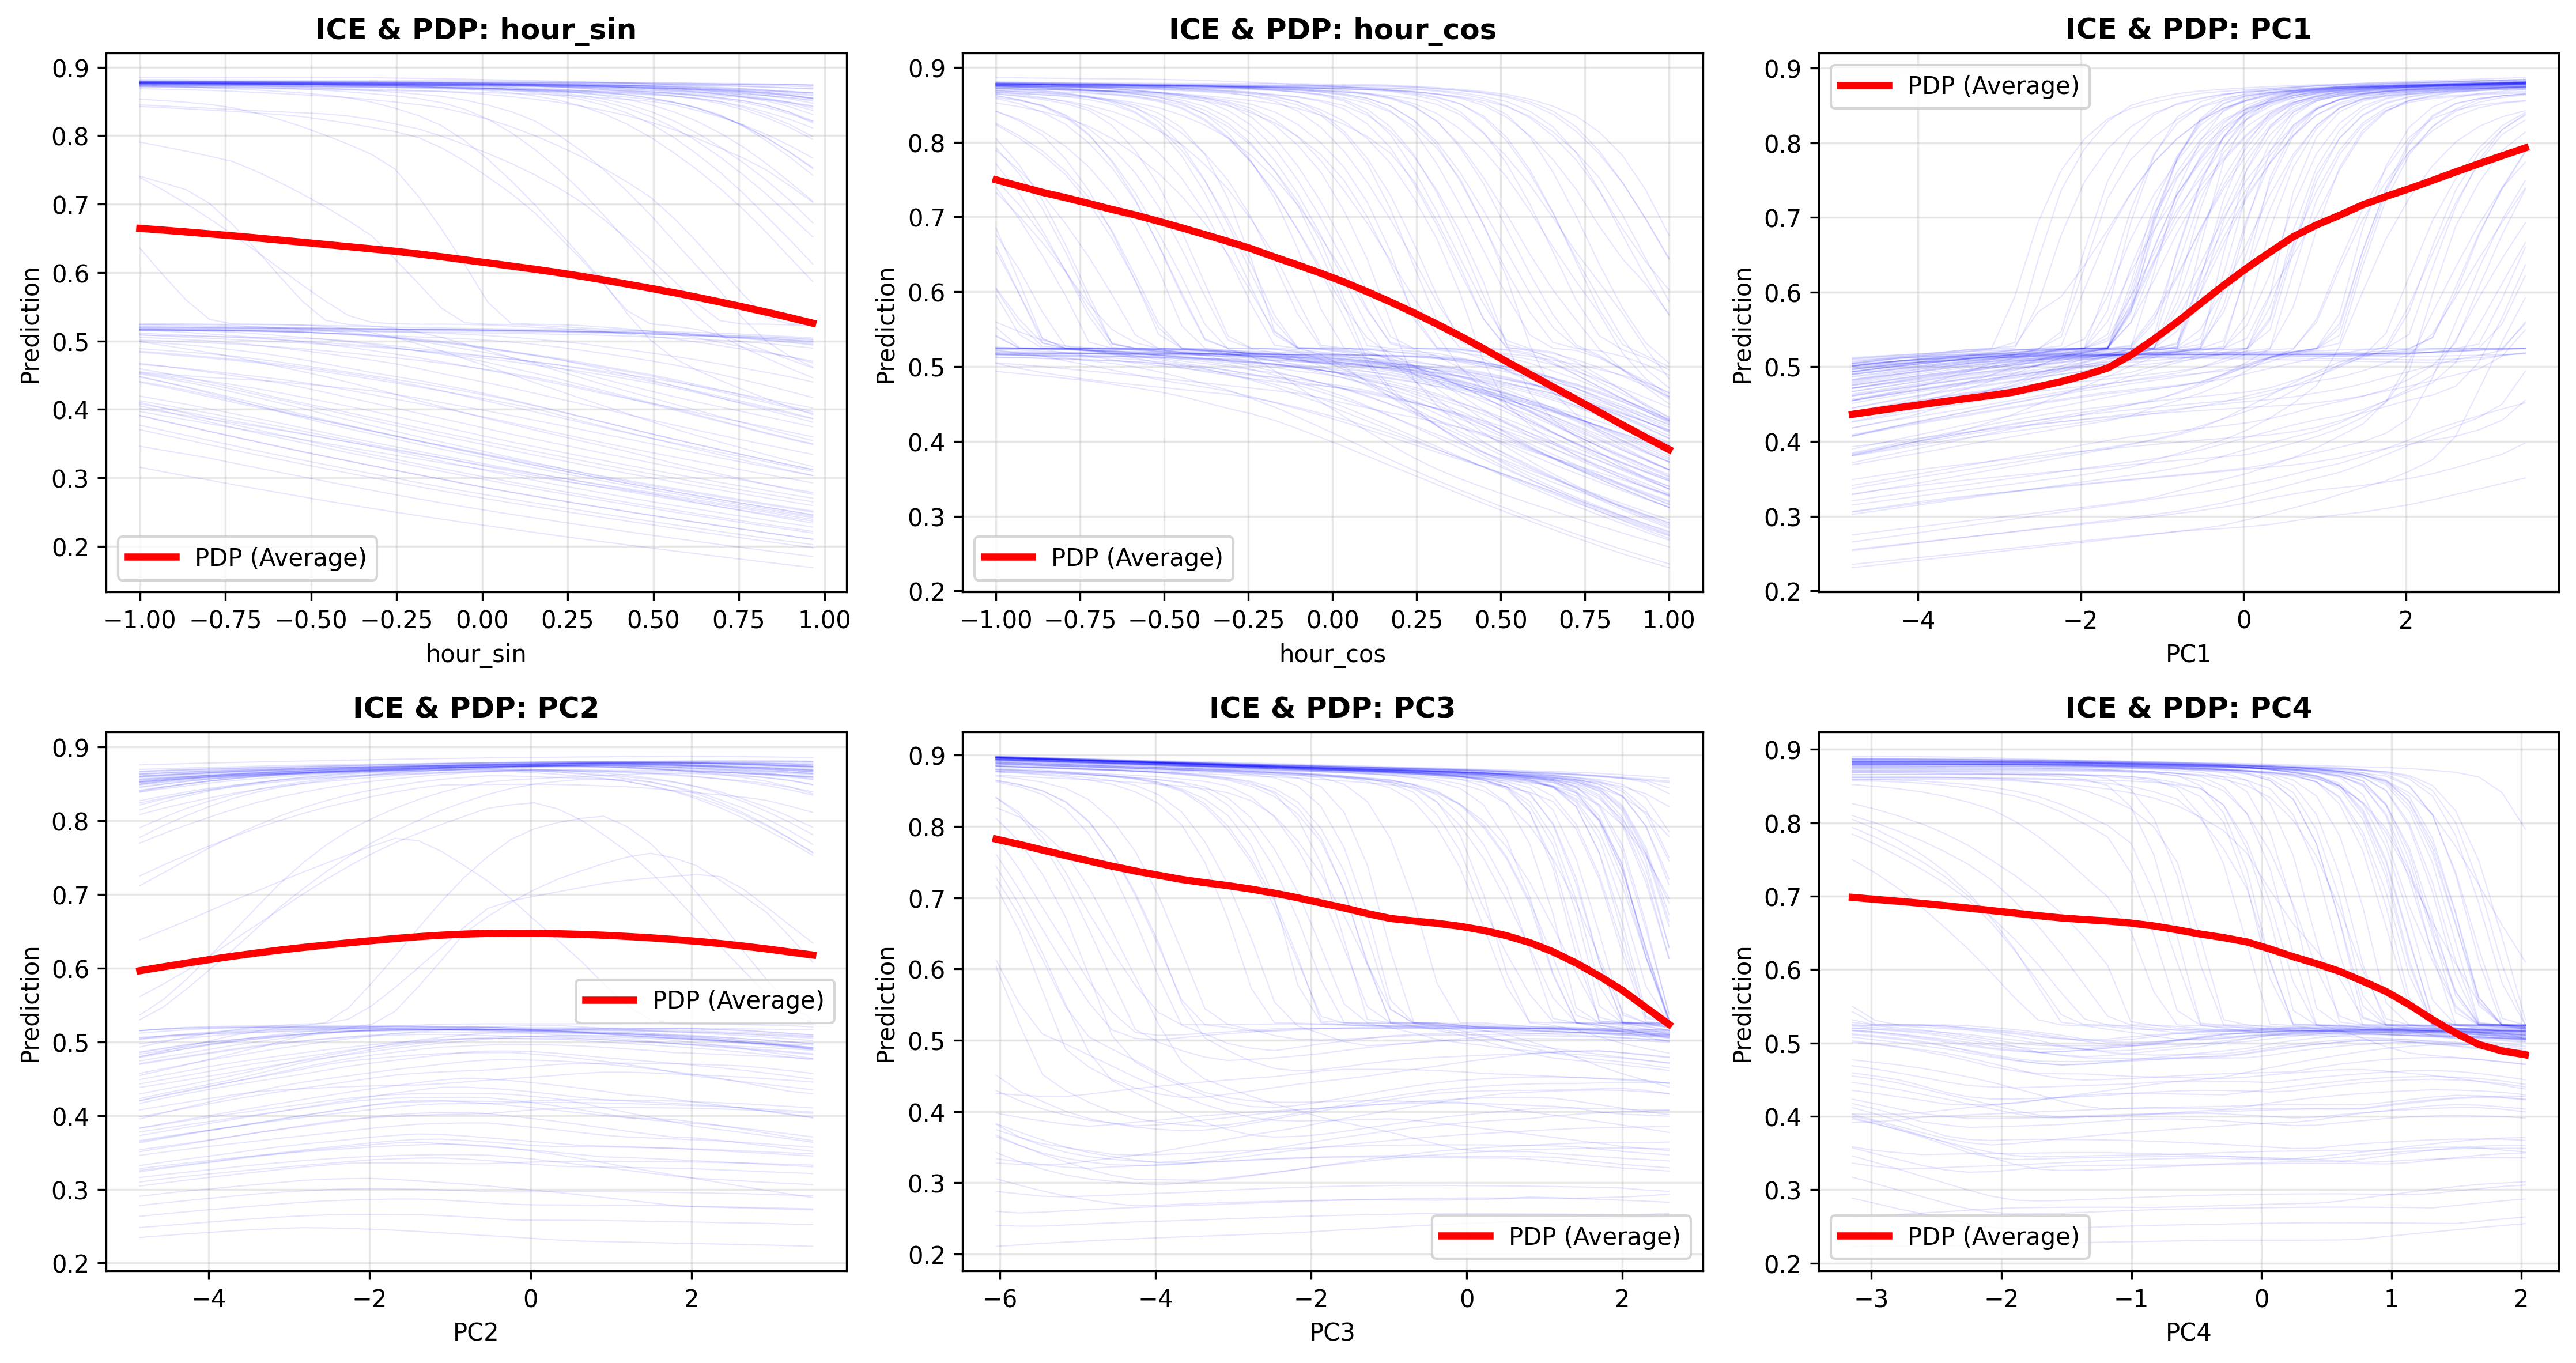 ICE & PDP: hour_sin
Prediction
0.9
0.8
0.7
0.6
0.5
0.4
0.3
0.2
PDP (Average)
−1.00 −0.75 −0.50 −0.25 0.00 0.25 0.50 0.75 1.00
hour_sin
ICE & PDP: hour_cos
Prediction
0.9
0.8
0.7
0.6
0.5
0.4
0.3
0.2
PDP (Average)
−1.00 −0.75 −0.50 −0.25 0.00 0.25 0.50 0.75 1.00
hour_cos
ICE & PDP: PC1
Prediction
0.9
0.8
0.7
0.6
0.5
0.4
0.3
0.2
PDP (Average)
−4 −2 0 2
PC1
ICE & PDP: PC2
Prediction
0.9
0.8
0.7
0.6
0.5
0.4
0.3
0.2
PDP (Average)
−4 −2 0 2
PC2
ICE & PDP: PC3
Prediction
0.9
0.8
0.7
0.6
0.5
0.4
0.3
0.2
PDP (Average)
−6 −4 −2 0 2
PC3
ICE & PDP: PC4
Prediction
0.9
0.8
0.7
0.6
0.5
0.4
0.3
0.2
PDP (Average)
−3 −2 −1 0 1 2
PC4